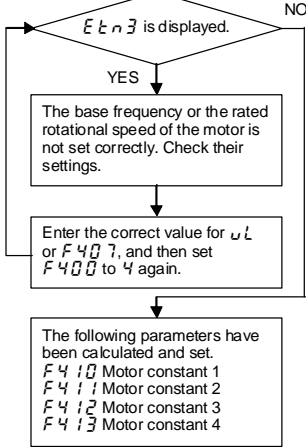 Etn3 is displayed.
NO
YES
The base frequency or the rated
rotational speed of the motor is
not set correctly. Check their
settings.
Enter the correct value for uL
or F407, and then set
F400 to 4 again.
The following parameters have
been calculated and set.
F410 Motor constant 1
F411 Motor constant 2
F412 Motor constant 3
F413 Motor constant 4